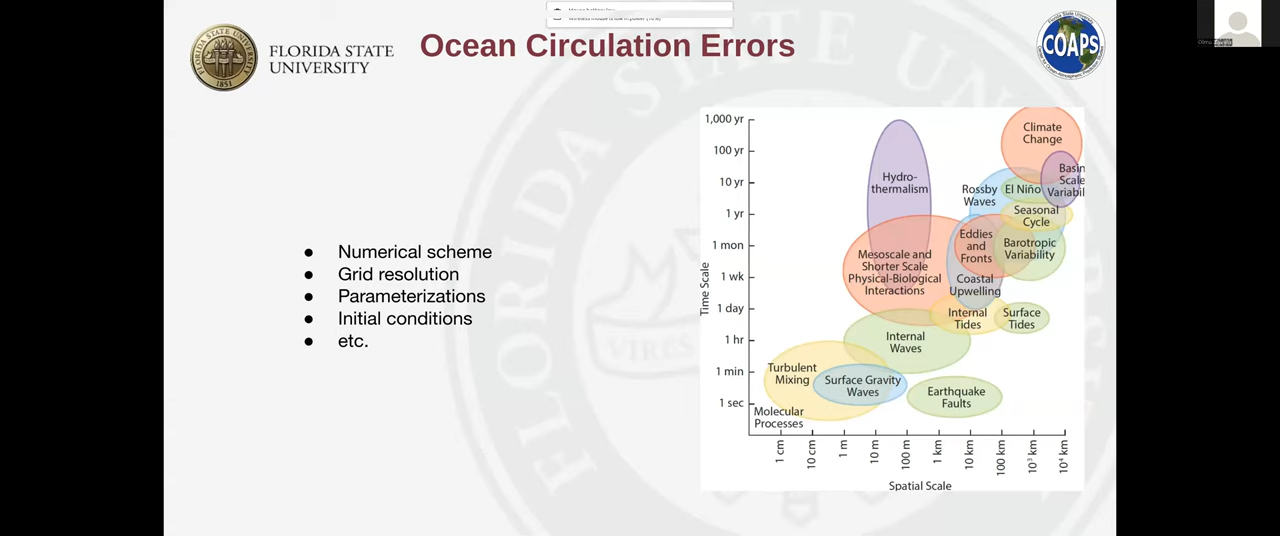 FLORIDA STATE
UNIVERSITY
Ocean Circulation Errors
COAPS
1851
● Numerical scheme
● Grid resolution
● Parameterizations
● Initial conditions
● etc.
Time Scale
1,000 yr
100 yr
10 yr
1 yr
1 mon
1 wk
1 day
1 hr
1 min
1 sec
Climate
Change
Hydro-
thermalism
Basin
Scale
Variabil
Rossby
Waves
El Niño
Seasonal
Cycle
Eddies
and
Fronts
Barotropic
Variability
Mesoscale and
Shorter Scale
Physical-Biological
Interactions
Coastal
Upwelling
Internal
Tides
Surface
Tides
Internal
Waves
Turbulent
Mixing
Surface Gravity
Waves
Earthquake
Faults
Molecular
Processes
1 cm
10 cm
1 m
10 m
100 m
1 km
10 km
100 km
10³ km
10⁴ km
Spatial Scale